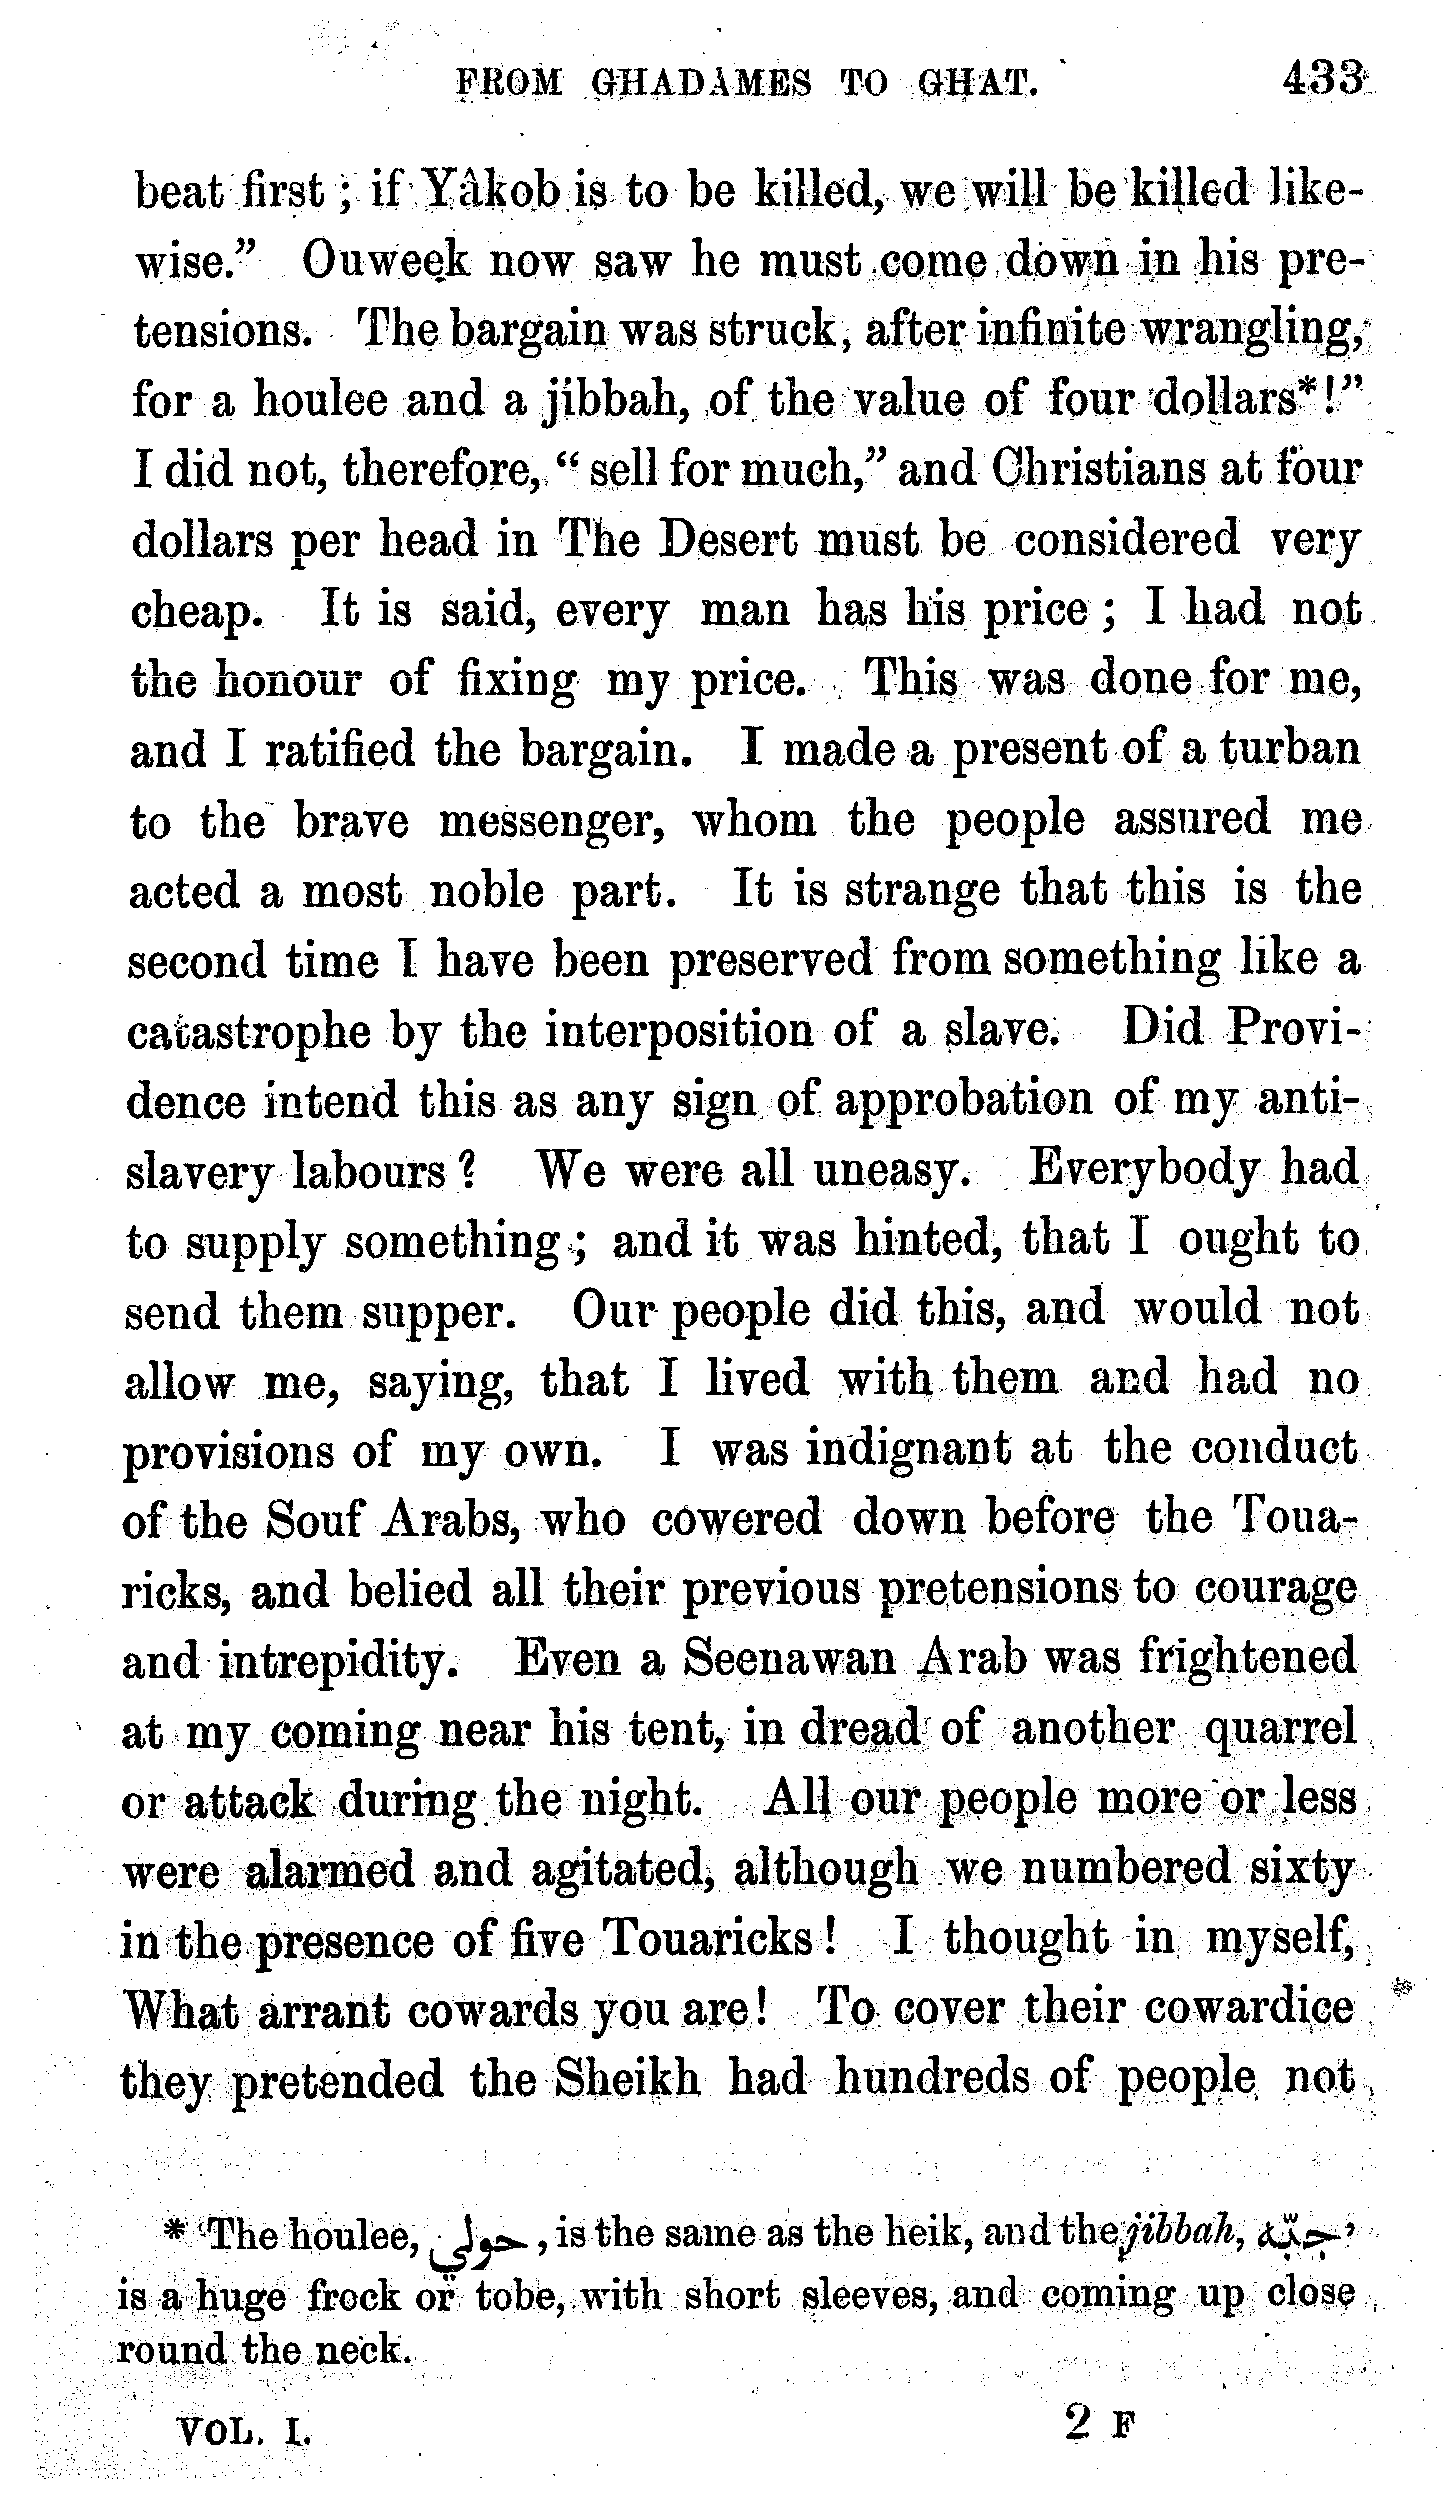 FROM GHADAMES TO GHAT. 433
beat first; if Yâkob is to be killed, we will be killed like-
wise.” Ouweek now saw he must come down in his pre-
tensions. The bargain was struck, after infinite wrangling,
for a houlee and a jibbah, of the value of four dollars*!”
I did not, therefore, “sell for much,” and Christians at four
dollars per head in The Desert must be considered very
cheap. It is said, every man has his price; I had not
the honour of fixing my price. This was done for me,
and I ratified the bargain. I made a present of a turban
to the brave messenger, whom the people assured me
acted a most noble part. It is strange that this is the
second time I have been preserved from something like a
catastrophe by the interposition of a slave. Did Provi-
dence intend this as any sign of approbation of my anti-
slavery labours? We were all uneasy. Everybody had
to supply something; and it was hinted, that I ought to
send them supper. Our people did this, and would not
allow me, saying, that I lived with them and had no
provisions of my own. I was indignant at the conduct
of the Souf Arabs, who cowered down before the Toua-
ricks, and belied all their previous pretensions to courage
and intrepidity. Even a Seenawan Arab was frightened
at my coming near his tent, in dread of another quarrel
or attack during the night. All our people more or less
were alarmed and agitated, although we numbered sixty
in the presence of five Touaricks! I thought in myself,
What arrant cowards you are! To cover their cowardice
they pretended the Sheikh had hundreds of people not
* The houlee, حولي, is the same as the heik, and the jibbah, جبّة,
is a huge frock or tobe, with short sleeves, and coming up close
round the neck.
VOL. I. 2 F